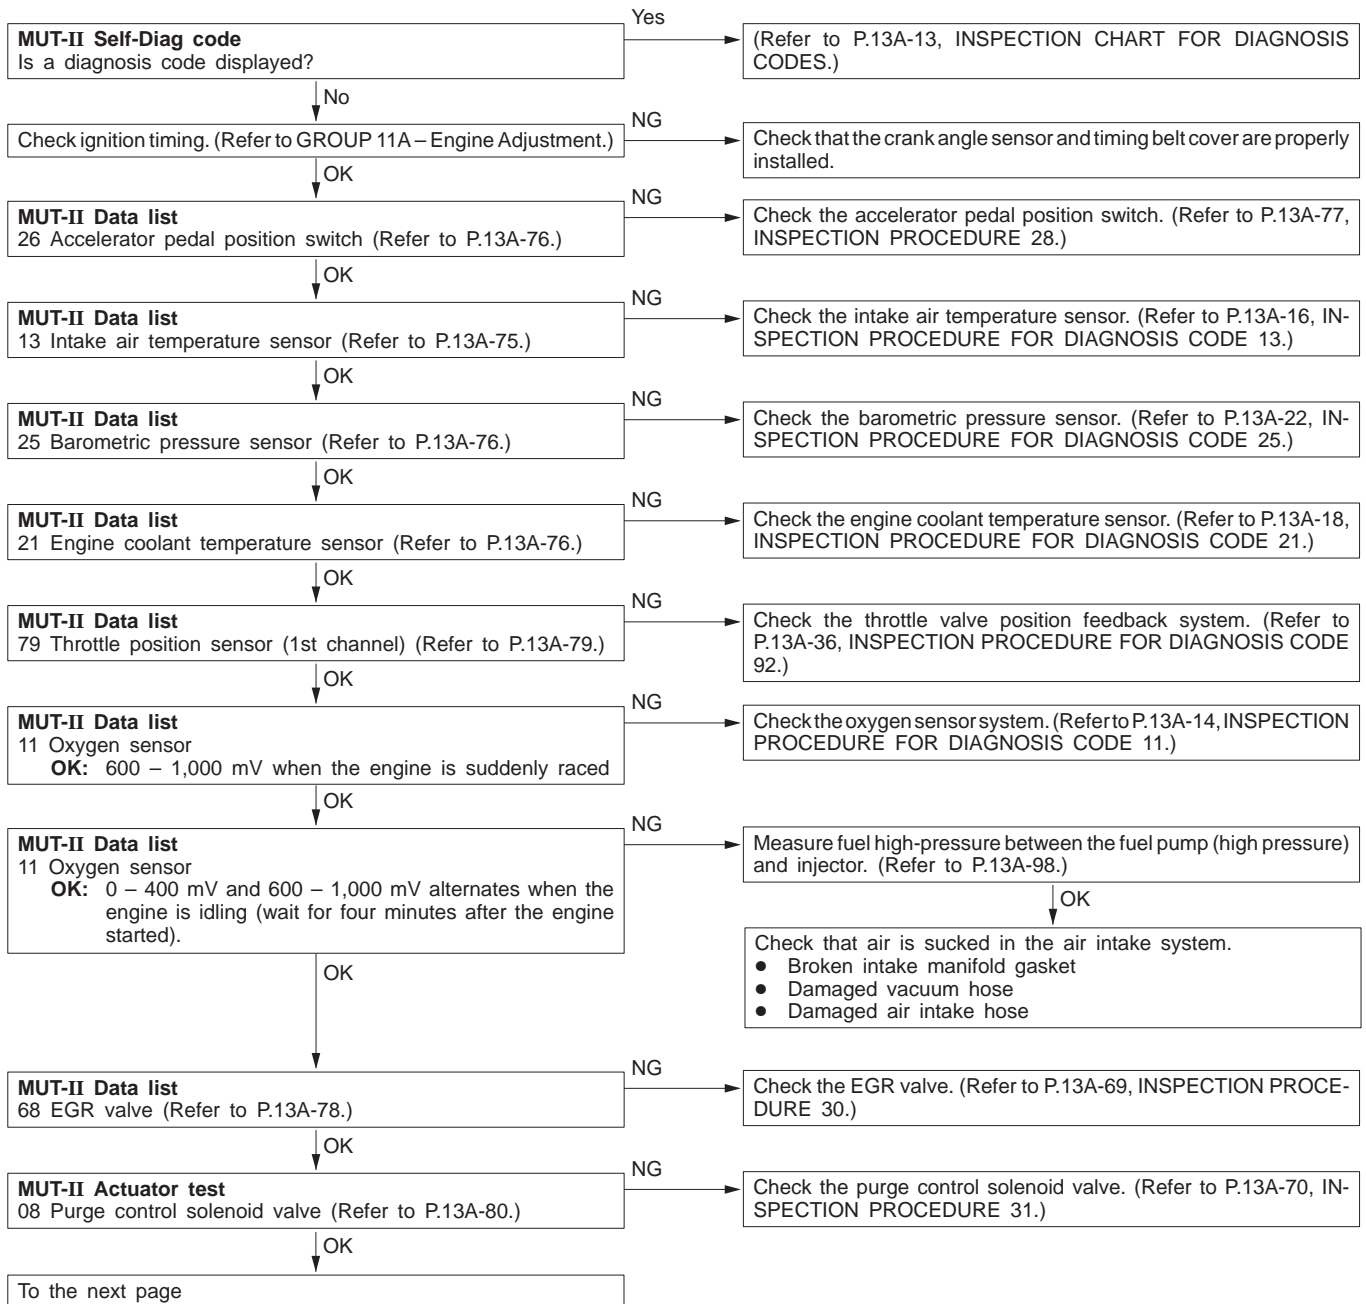 Yes
MUT-II Self-Diag code
Is a diagnosis code displayed?
(Refer to P.13A-13, INSPECTION CHART FOR DIAGNOSIS
CODES.)
No
Check ignition timing. (Refer to GROUP 11A – Engine Adjustment.)
NG
Check that the crank angle sensor and timing belt cover are properly
installed.
OK
MUT-II Data list
26 Accelerator pedal position switch (Refer to P.13A-76.)
NG
Check the accelerator pedal position switch. (Refer to P.13A-77,
INSPECTION PROCEDURE 28.)
OK
MUT-II Data list
13 Intake air temperature sensor (Refer to P.13A-75.)
NG
Check the intake air temperature sensor. (Refer to P.13A-16, IN-
SPECTION PROCEDURE FOR DIAGNOSIS CODE 13.)
OK
MUT-II Data list
25 Barometric pressure sensor (Refer to P.13A-76.)
NG
Check the barometric pressure sensor. (Refer to P.13A-22, IN-
SPECTION PROCEDURE FOR DIAGNOSIS CODE 25.)
OK
MUT-II Data list
21 Engine coolant temperature sensor (Refer to P.13A-76.)
NG
Check the engine coolant temperature sensor. (Refer to P.13A-18,
INSPECTION PROCEDURE FOR DIAGNOSIS CODE 21.)
OK
MUT-II Data list
79 Throttle position sensor (1st channel) (Refer to P.13A-79.)
NG
Check the throttle valve position feedback system. (Refer to
P.13A-36, INSPECTION PROCEDURE FOR DIAGNOSIS CODE
92.)
OK
MUT-II Data list
11 Oxygen sensor
OK: 600 – 1,000 mV when the engine is suddenly raced
NG
Check the oxygen sensor system. (Refer to P.13A-14, INSPECTION
PROCEDURE FOR DIAGNOSIS CODE 11.)
OK
MUT-II Data list
11 Oxygen sensor
OK: 0 – 400 mV and 600 – 1,000 mV alternates when the
engine is idling (wait for four minutes after the engine
started).
NG
Measure fuel high-pressure between the fuel pump (high pressure)
and injector. (Refer to P.13A-98.)
OK
Check that air is sucked in the air intake system.
● Broken intake manifold gasket
● Damaged vacuum hose
● Damaged air intake hose
OK
MUT-II Data list
68 EGR valve (Refer to P.13A-78.)
NG
Check the EGR valve. (Refer to P.13A-69, INSPECTION PROCE-
DURE 30.)
OK
MUT-II Actuator test
08 Purge control solenoid valve (Refer to P.13A-80.)
NG
Check the purge control solenoid valve. (Refer to P.13A-70, IN-
SPECTION PROCEDURE 31.)
OK
To the next page